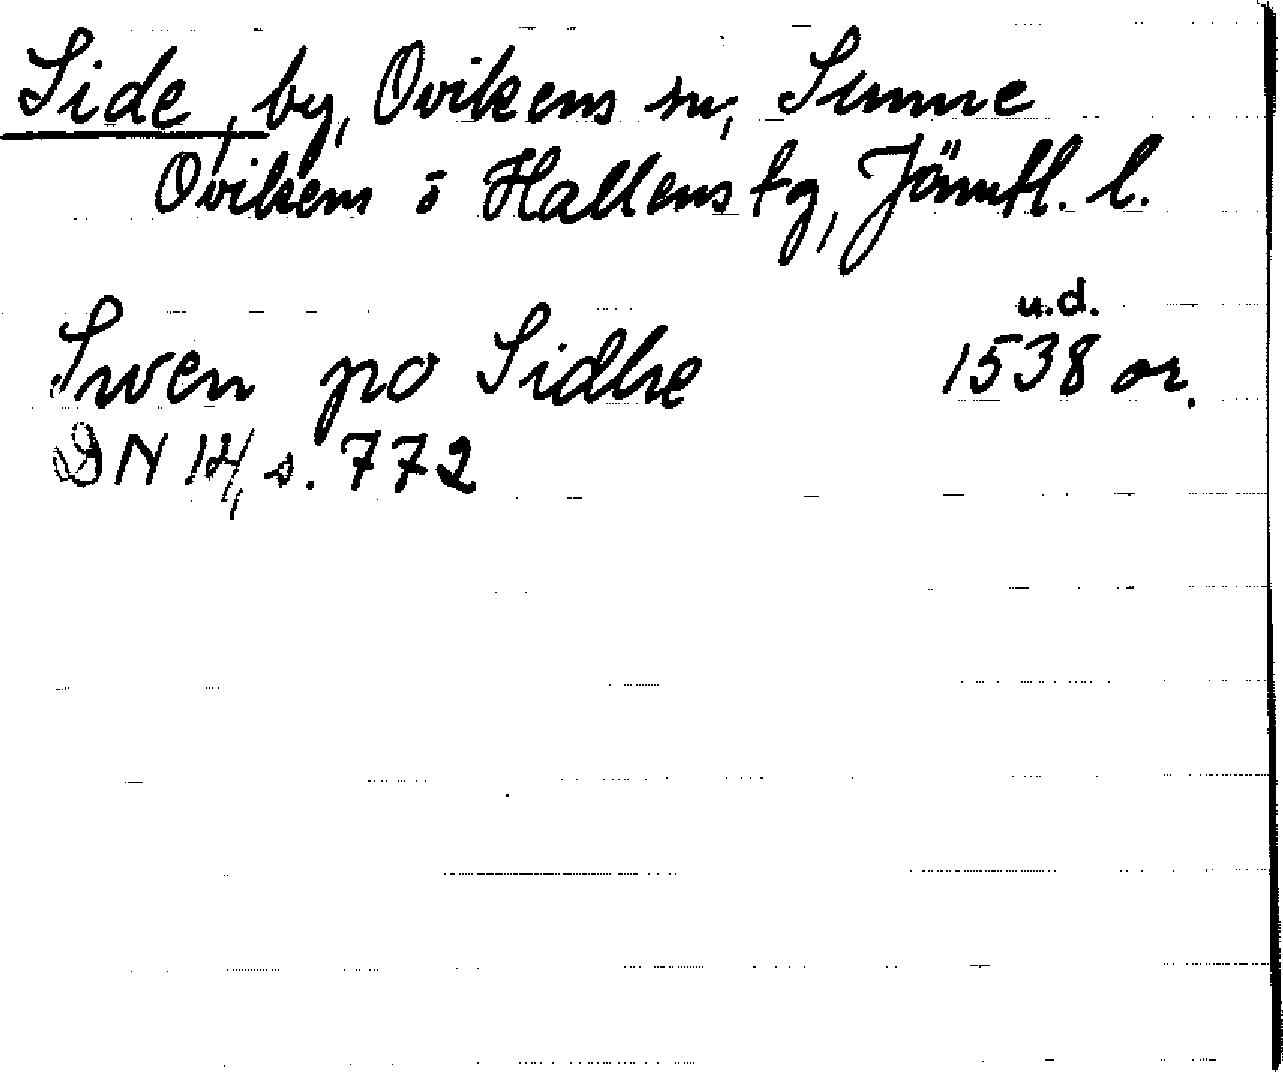 Side, by, Ovikens sn, Sunne
Ovikens o Hallens tg, Jämtl. l.
u.d.
Swen po Sidhe 1538 or.
DN 14, s. 772